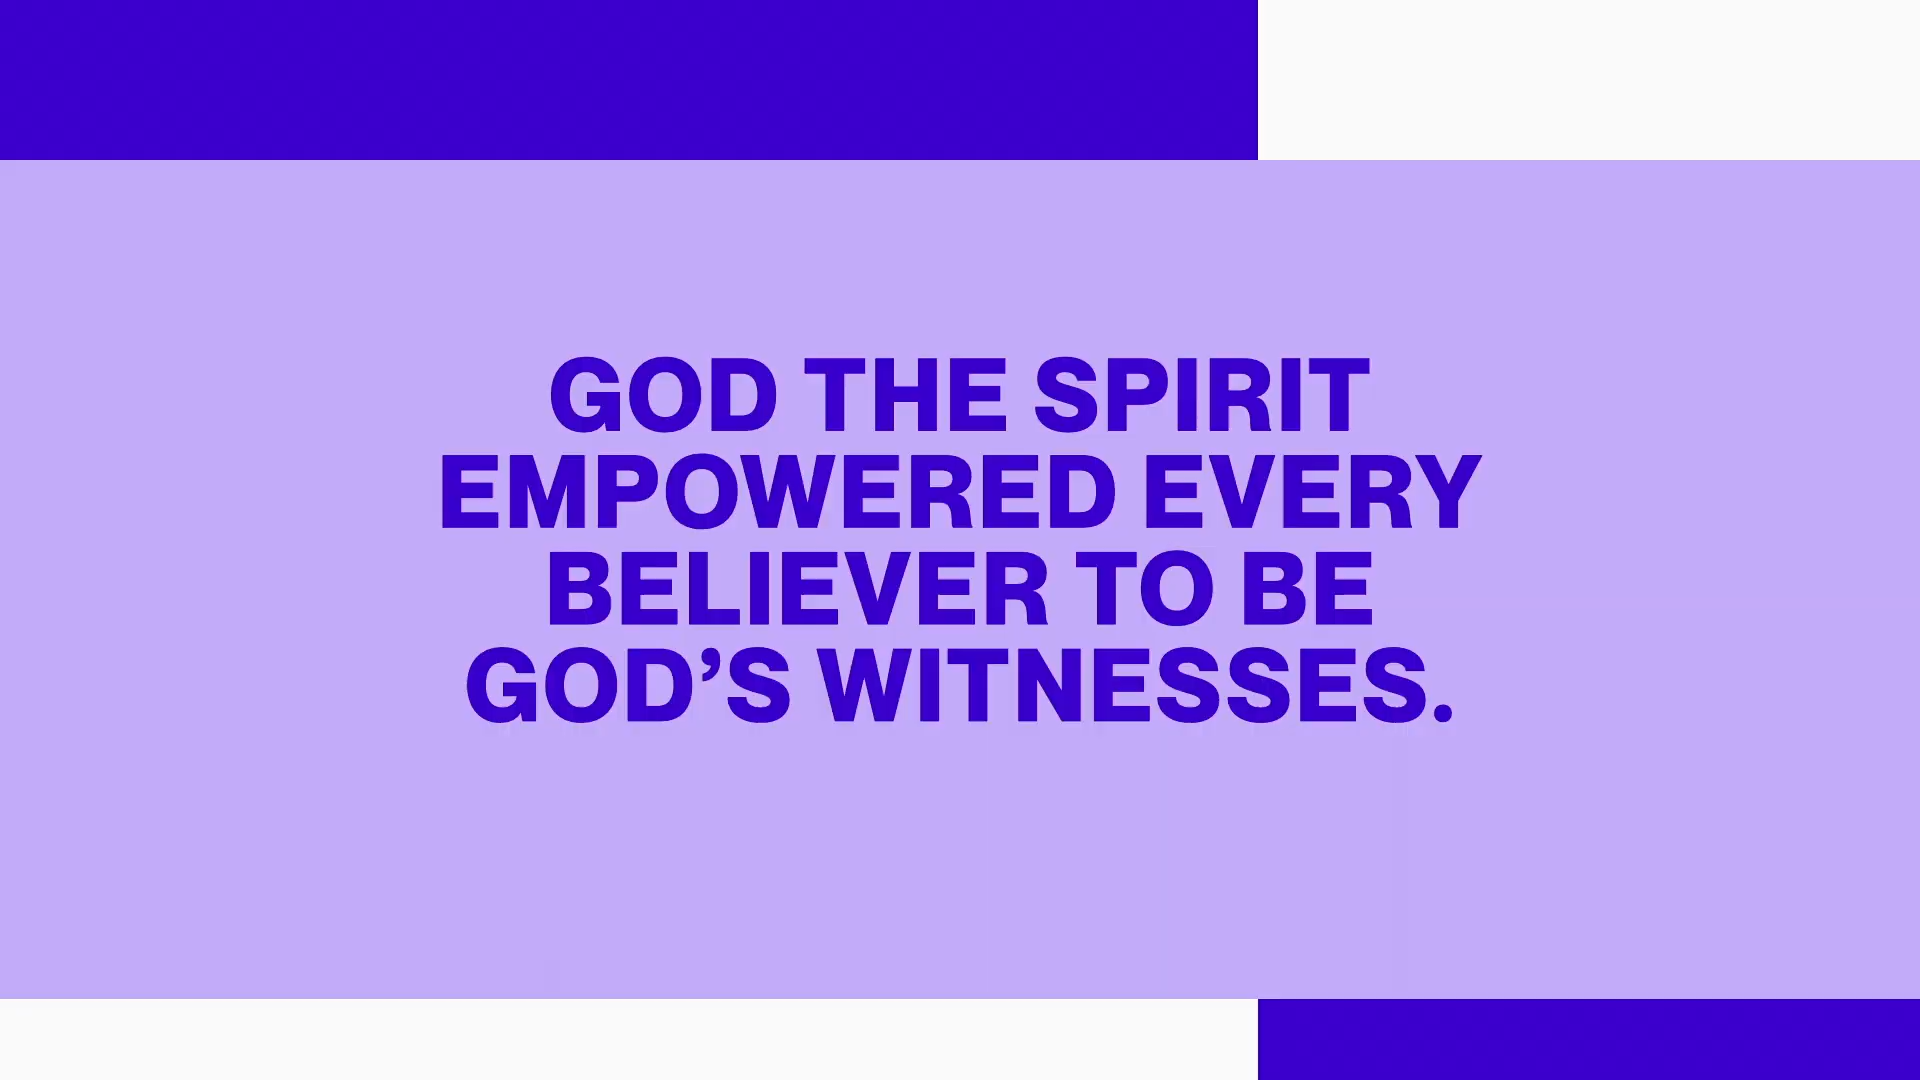 GOD THE SPIRIT
EMPOWERED EVERY
BELIEVER TO BE
GOD’S WITNESSES.